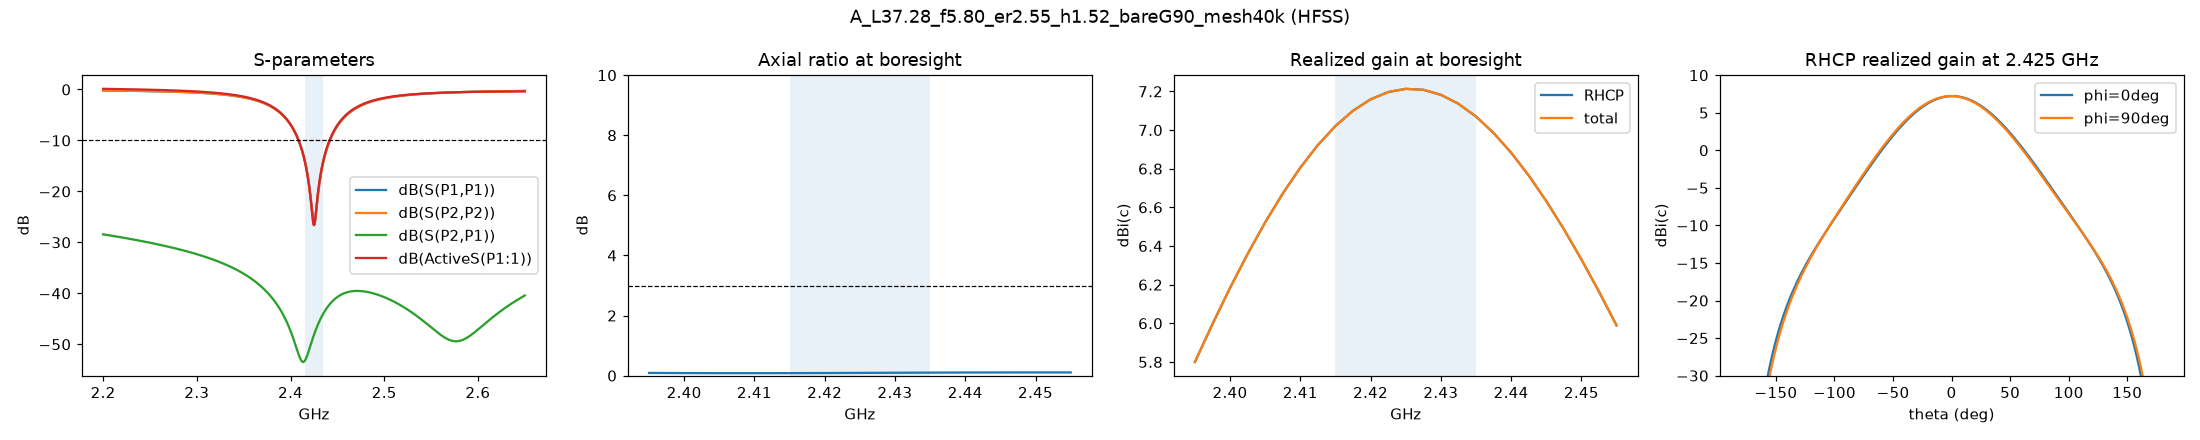 A_L37.28_f5.80_er2.55_h1.52_bareG90_mesh40k (HFSS)
S-parameters
dB
0
−10
−20
−30
−40
−50
dB(S(P1,P1))
dB(S(P2,P2))
dB(S(P2,P1))
dB(ActiveS(P1:1))
2.2 2.3 2.4 2.5 2.6
GHz
Axial ratio at boresight
dB
10
8
6
4
2
0
2.40 2.41 2.42 2.43 2.44 2.45
GHz
Realized gain at boresight
dBi(c)
7.2
7.0
6.8
6.6
6.4
6.2
6.0
5.8
RHCP
total
2.40 2.41 2.42 2.43 2.44 2.45
GHz
RHCP realized gain at 2.425 GHz
dBi(c)
10
5
0
−5
−10
−15
−20
−25
−30
phi=0deg
phi=90deg
−150 −100 −50 0 50 100 150
theta (deg)